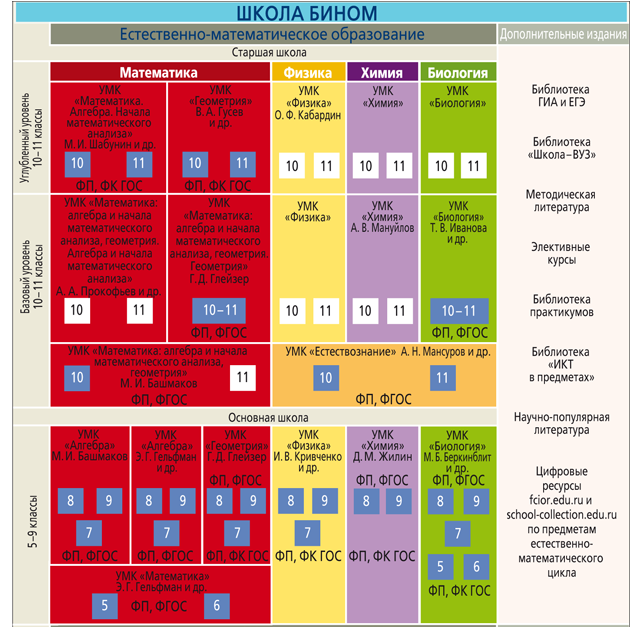 ШКОЛА БИНОМ
Естественно-математическое образование
Дополнительные издания
Старшая школа
Математика
Физика
Химия
Биология
Углубленный уровень
10–11 классы
УМК
«Математика.
Алгебра. Начала
математического
анализа»
М. И. Шабунин и др.
10
11
УМК
«Геометрия»
В. А. Гусев
и др.
10
11
ФП, ФК ГОС
УМК
«Физика»
О. Ф. Кабардин
10
11
УМК
«Химия»
10
11
УМК
«Биология»
10
11
Базовый уровень
10–11 классы
УМК «Математика:
алгебра и начала
математического
анализа, геометрия.
Алгебра и начала
математического
анализа»
А. А. Прокофьев и др.
10
11
УМК
«Математика:
алгебра и начала
математического
анализа, геометрия.
Геометрия»
Г. Д. Глейзер
10–11
ФП, ФГОС
УМК
«Физика»
10
11
УМК
«Химия»
А. В. Мануйлов
10
11
УМК
«Биология»
Т. В. Иванова
и др.
10–11
ФП, ФГОС
УМК «Математика: алгебра и начала
математического анализа,
геометрия»
М. И. Башмаков
10
11
ФП, ФГОС
УМК «Естествознание» А. Н. Мансуров и др.
10
11
ФП, ФГОС
Основная школа
5–9 классы
УМК
«Алгебра»
М. И. Башмаков
8
9
7
ФП, ФГОС
УМК
«Алгебра»
Э. Г. Гельфман
и др.
8
9
7
ФП, ФГОС
УМК
«Геометрия»
Г. Д. Глейзер
ФП, ФК ГОС
8
9
7
ФП, ФГОС
УМК
«Физика»
И. В. Кривченко
и др.
8
9
7
ФП, ФК ГОС
УМК
«Химия»
Д. М. Жилин
ФП, ФК ГОС
8
9
ФП, ФК ГОС
УМК
«Биология»
М. Б. Беркинблит
и др.
ФП, ФГОС
8
9
7
5
6
ФП, ФК ГОС
УМК «Математика»
Э. Г. Гельфман и др.
5
6
ФП, ФГОС
Библиотека
ГИА и ЕГЭ
Библиотека
«Школа–ВУЗ»
Методическая
литература
Элективные
курсы
Библиотека
практикумов
Библиотека
«ИКТ
в предметах»
Научно-популярная
литература
Цифровые
ресурсы
fcior.edu.ru и
school-collection.edu.ru
по предметам
естественно-
математического
цикла